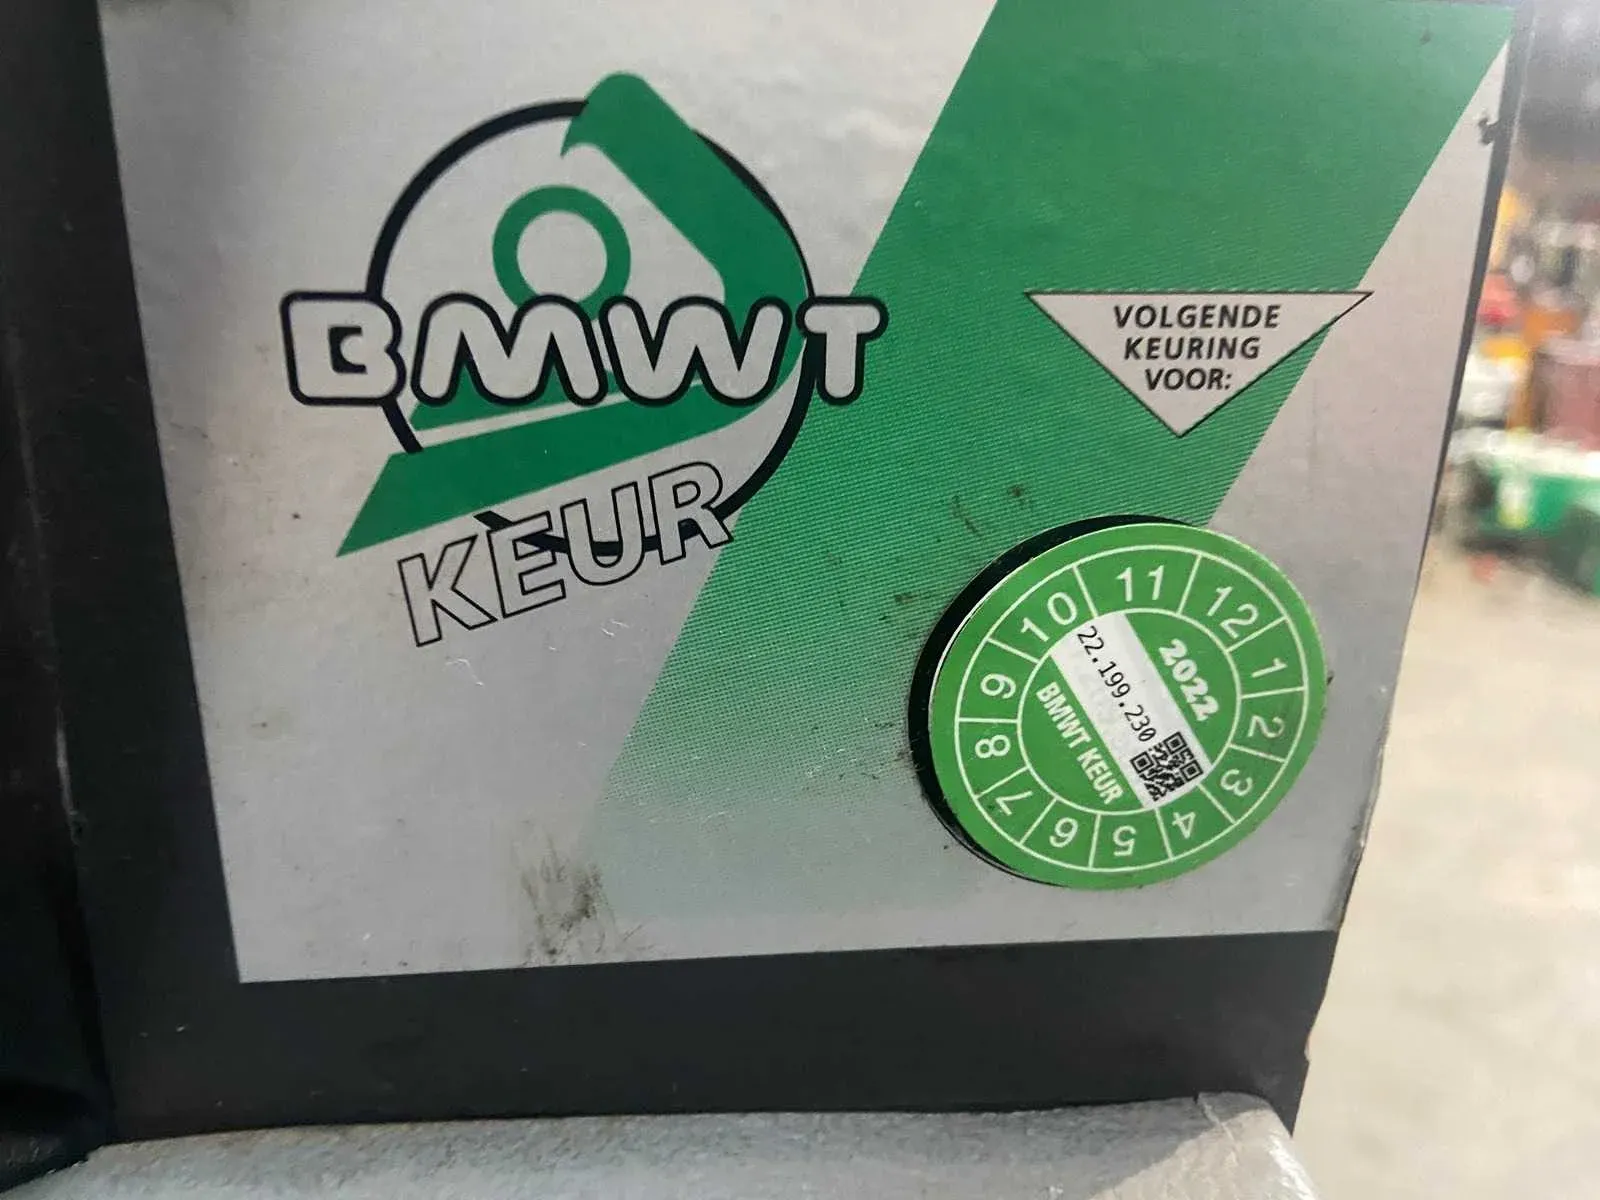 BMWT
KEUR
VOLGENDE
KEURING
VOOR:
11
12
1
2
3
4
5
6
7
8
9
10
2022
22.199.230
BMWT KEUR